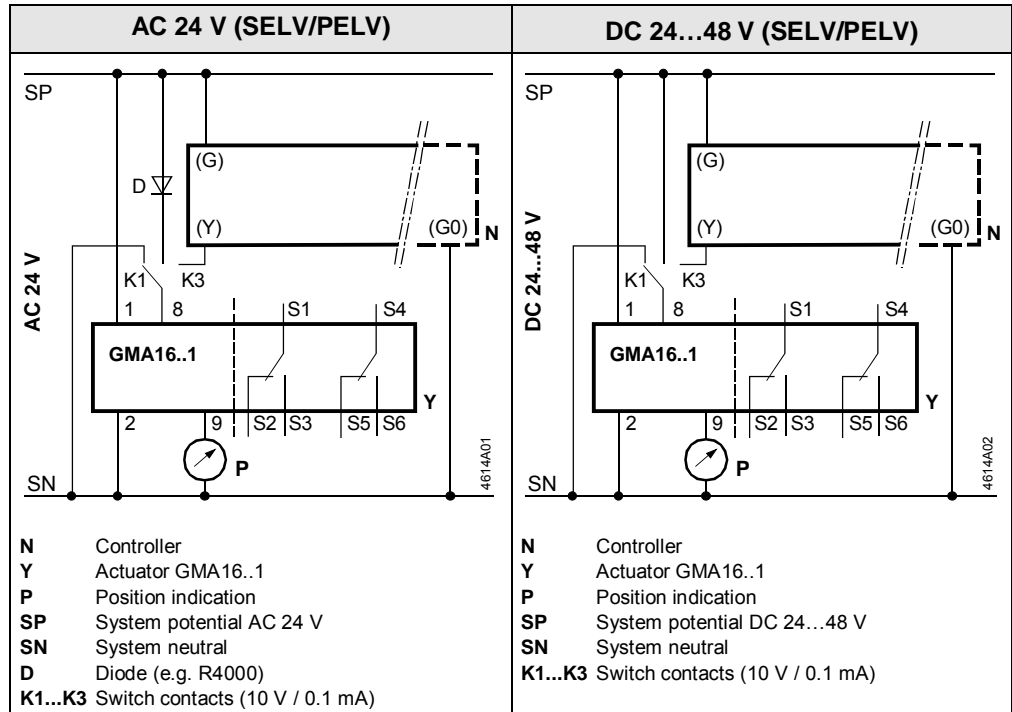 AC 24 V (SELV/PELV)
DC 24…48 V (SELV/PELV)
SP
(G)
D
(Y)
(G0)
N
AC 24 V
K1
K3
1
8
S1
S4
GMA16..1
Y
2
9
S2
S3
S5
S6
P
SN
4614A01
N Controller
Y Actuator GMA16..1
P Position indication
SP System potential AC 24 V
SN System neutral
D Diode (e.g. R4000)
K1...K3 Switch contacts (10 V / 0.1 mA)
SP
(G)
(Y)
(G0)
N
DC 24...48 V
K1
K3
1
8
S1
S4
GMA16..1
Y
2
9
S2
S3
S5
S6
P
SN
4614A02
N Controller
Y Actuator GMA16..1
P Position indication
SP System potential DC 24…48 V
SN System neutral
K1...K3 Switch contacts (10 V / 0.1 mA)